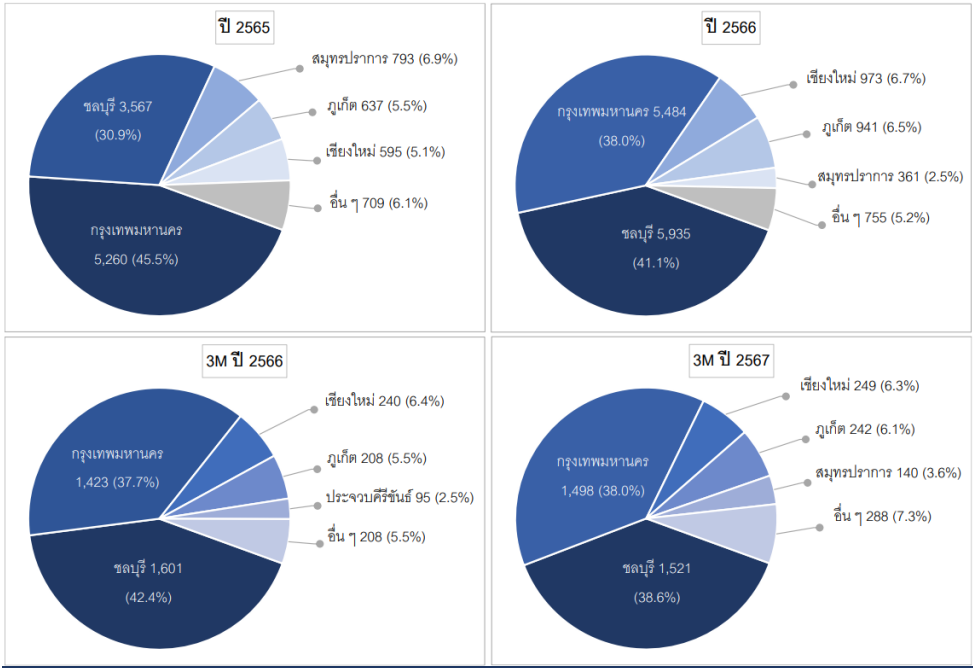 ปี 2565
สมุทรปราการ 793 (6.9%)
ชลบุรี 3,567
(30.9%)
ภูเก็ต 637 (5.5%)
เชียงใหม่ 595 (5.1%)
อื่น ๆ 709 (6.1%)
กรุงเทพมหานคร
5,260 (45.5%)
ปี 2566
เชียงใหม่ 973 (6.7%)
กรุงเทพมหานคร 5,484
(38.0%)
ภูเก็ต 941 (6.5%)
สมุทรปราการ 361 (2.5%)
อื่น ๆ 755 (5.2%)
ชลบุรี 5,935
(41.1%)
3M ปี 2566
เชียงใหม่ 240 (6.4%)
กรุงเทพมหานคร
1,423 (37.7%)
ภูเก็ต 208 (5.5%)
ประจวบคีรีขันธ์ 95 (2.5%)
อื่น ๆ 208 (5.5%)
ชลบุรี 1,601
(42.4%)
3M ปี 2567
เชียงใหม่ 249 (6.3%)
ภูเก็ต 242 (6.1%)
กรุงเทพมหานคร
1,498 (38.0%)
สมุทรปราการ 140 (3.6%)
อื่น ๆ 288 (7.3%)
ชลบุรี 1,521
(38.6%)